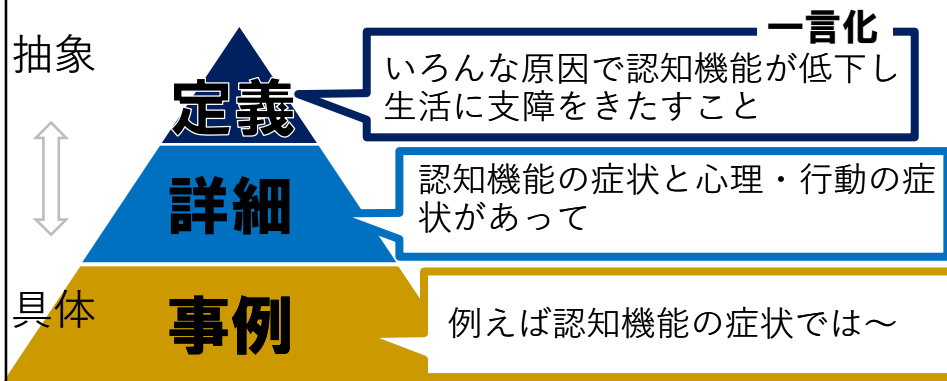 一言化
抽象
いろんな原因で認知機能が低下し
生活に支障をきたすこと
定義
認知機能の症状と心理・行動の症
状があって
詳細
具体
事例
例えば認知機能の症状では～